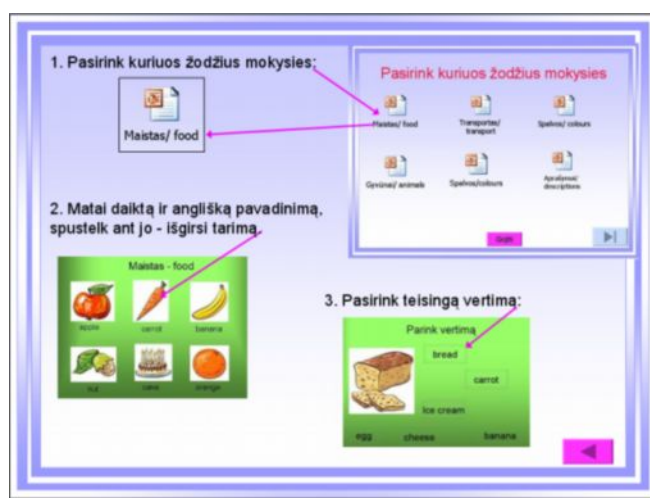 1. Pasirink kuriuos žodžius mokysies:
Maistas/ food
Pasirink kuriuos žodžius mokysies
Maistas/ food
Transportas/
transport
Spalvos/ colours
Gyvūnai/ animals
Spalvos/colours
Aprašymai/
descriptions
2. Matai daiktą ir anglišką pavadinimą,
spustelk ant jo - išgirsi tarimą.
Maistas - food
apple
carrot
banana
nut
cake
orange
3. Pasirink teisingą vertimą:
Parink vertimą
bread
carrot
Ice cream
egg
cheese
banana